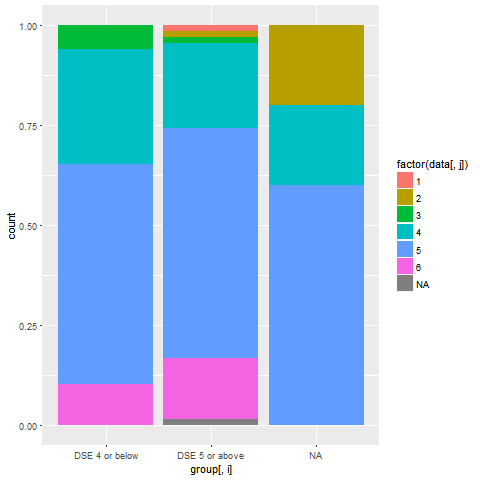 1.00
0.75
0.50
0.25
0.00
count
DSE 4 or below
DSE 5 or above
NA
group[, i]
factor(data[, j])
1
2
3
4
5
6
NA